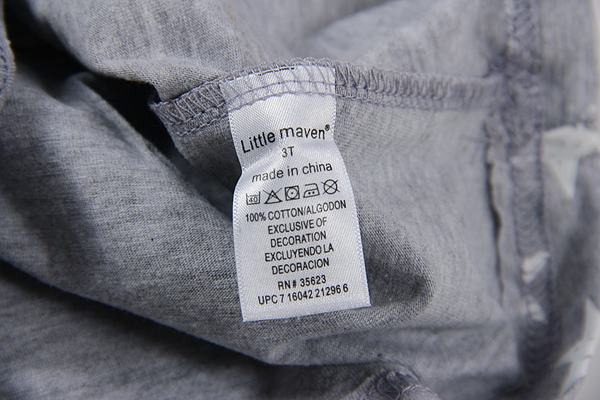 Little maven®
3T
made in china
40
100% COTTON/ALGODON
EXCLUSIVE OF
DECORATION
EXCLUYENDO LA
DECORACION
RN# 35623
UPC 7 16042 21296 6